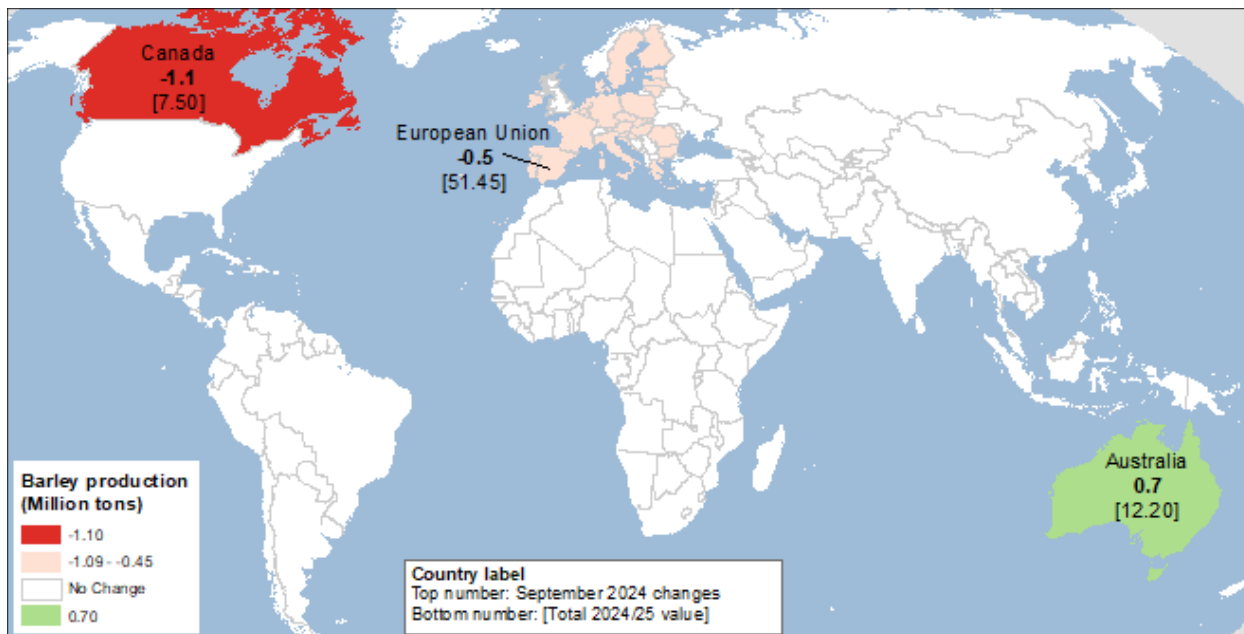 Canada
-1.1
[7.50]
European Union
-0.5
[51.45]
Australia
0.7
[12.20]
Barley production
(Million tons)
-1.10
-1.09 - -0.45
No Change
0.70
Country label
Top number: September 2024 changes
Bottom number: [Total 2024/25 value]